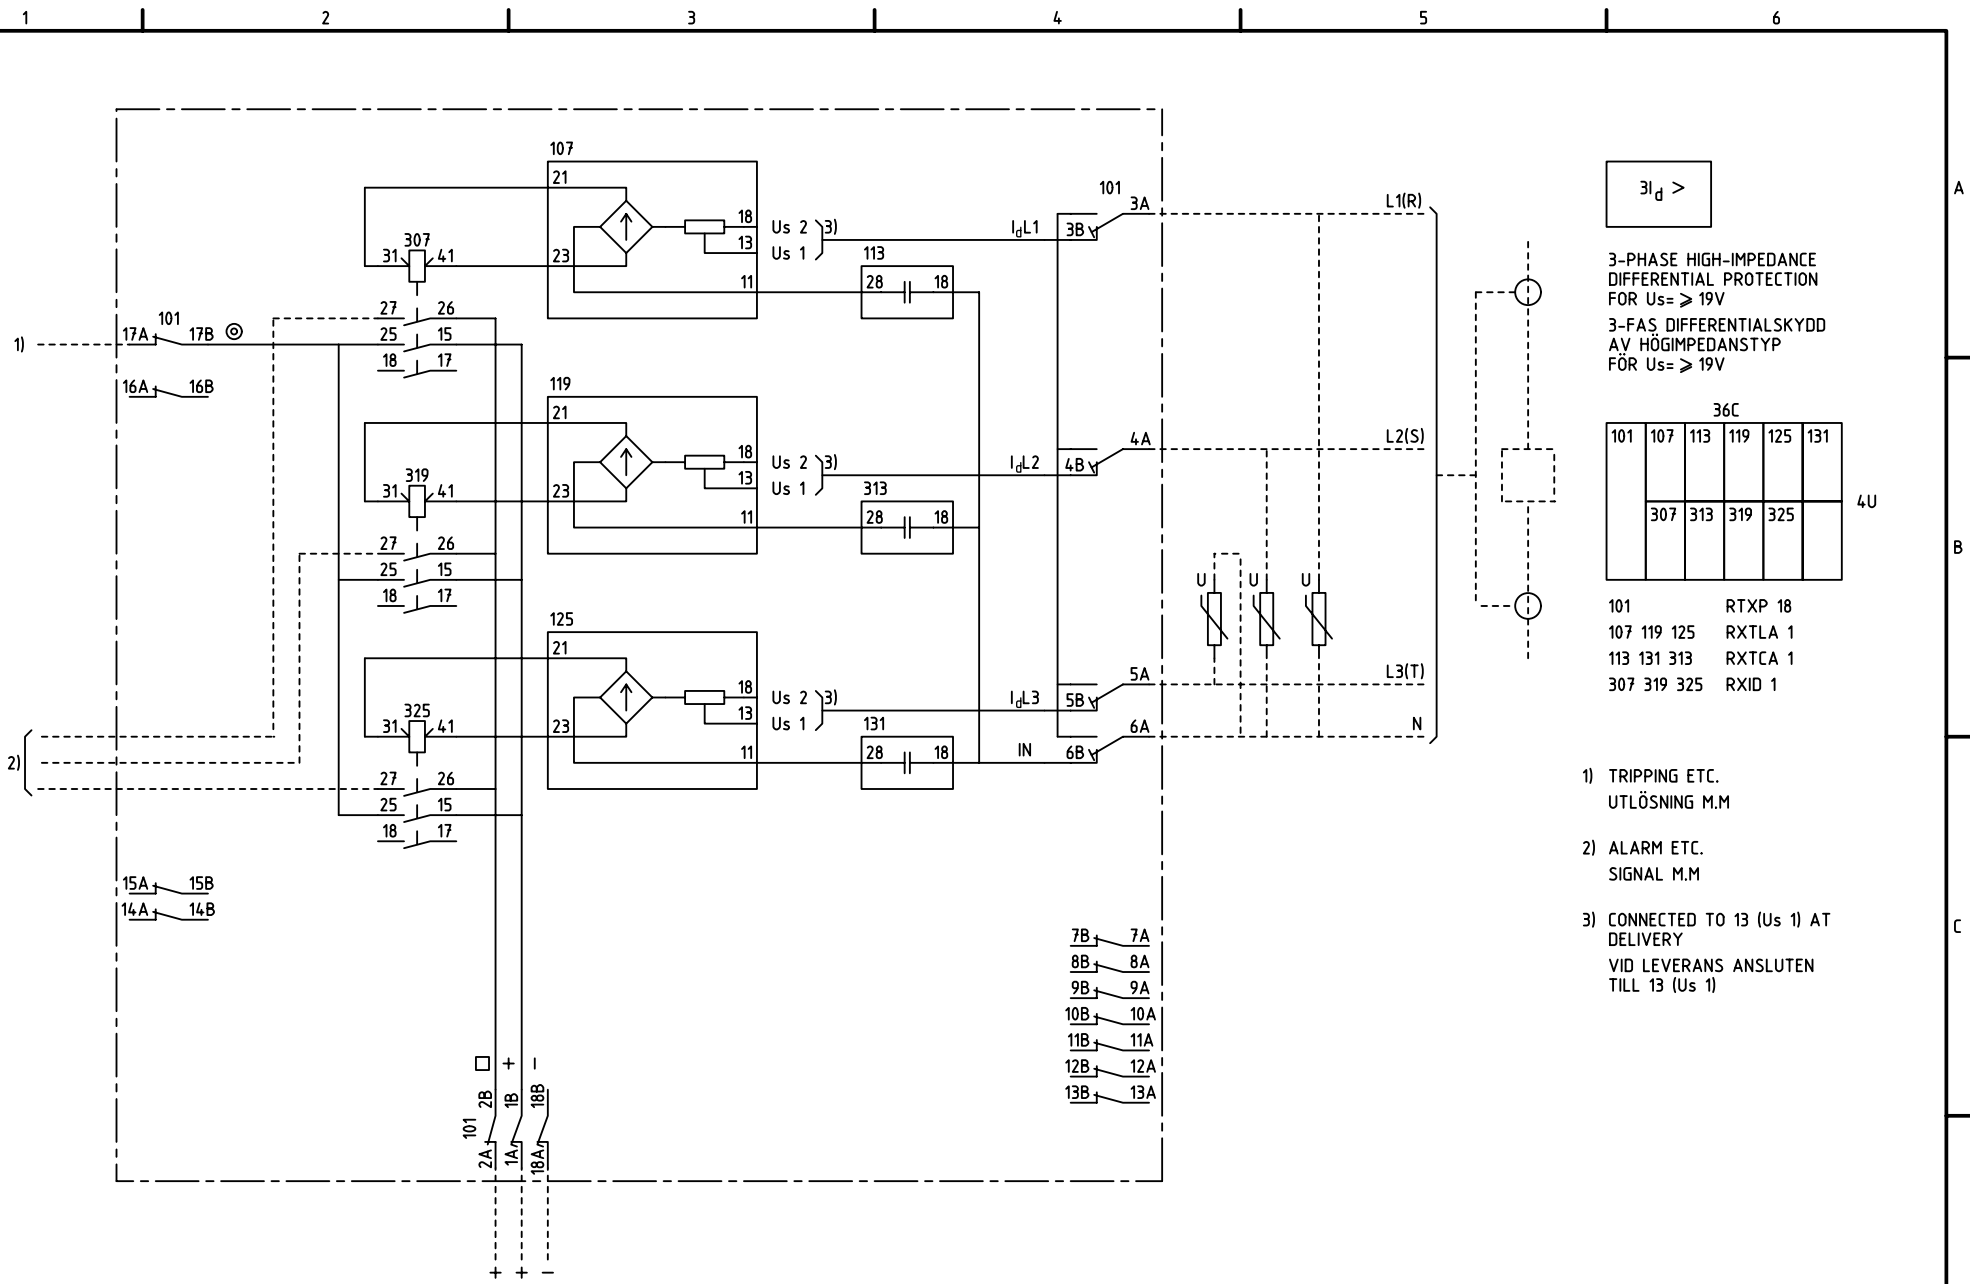 1 2 3 4 5 6
A
B
C
107
21
23
18
13
11
Us 2
Us 1
3)
113
28 18
307
31 41
27 26
25 15
18 17
101
17A 17B
1)
16A 16B
119
21
23
18
13
11
Us 2
Us 1
3)
313
28 18
319
31 41
27 26
25 15
18 17
125
21
23
18
13
11
Us 2
Us 1
3)
131
28 18
325
31 41
27 26
25 15
18 17
2)
15A 15B
14A 14B
101
3A
IdL1 3B
4A
IdL2 4B
5A
IdL3 5B
6A
IN 6B
L1(R)
L2(S)
L3(T)
N
U U U
7B 7A
8B 8A
9B 9A
10B 10A
11B 11A
12B 12A
13B 13A
+ −
2B 1B 18B
101
2A 1A 18A
+ + −
3Id >
3-PHASE HIGH-IMPEDANCE
DIFFERENTIAL PROTECTION
FOR Us= ⩾ 19V
3-FAS DIFFERENTIALSKYDD
AV HÖGIMPEDANSTYP
FÖR Us= ⩾ 19V
36C
101 107 113 119 125 131
307 313 319 325
4U
101 RTXP 18
107 119 125 RXTLA 1
113 131 313 RXTCA 1
307 319 325 RXID 1
1) TRIPPING ETC.
UTLÖSNING M.M
2) ALARM ETC.
SIGNAL M.M
3) CONNECTED TO 13 (Us 1) AT
DELIVERY
VID LEVERANS ANSLUTEN
TILL 13 (Us 1)